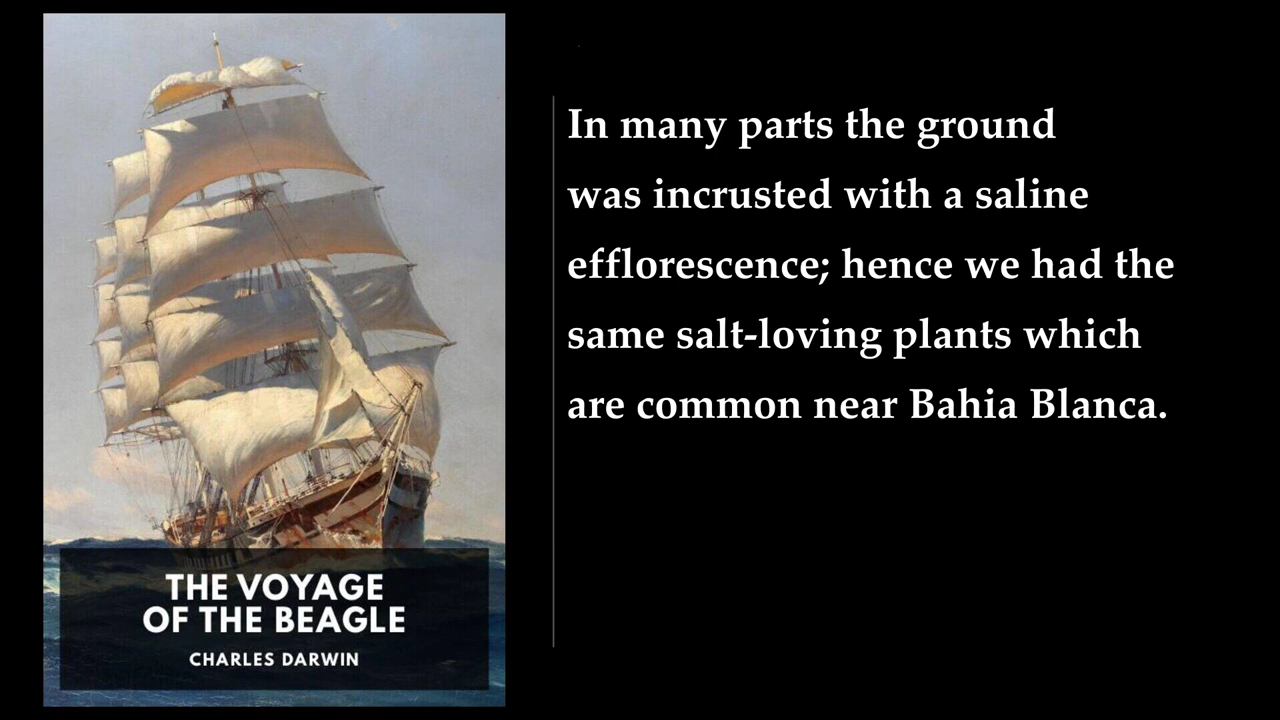 THE VOYAGE
OF THE BEAGLE
CHARLES DARWIN
In many parts the ground
was incrusted with a saline
efflorescence; hence we had the
same salt-loving plants which
are common near Bahia Blanca.